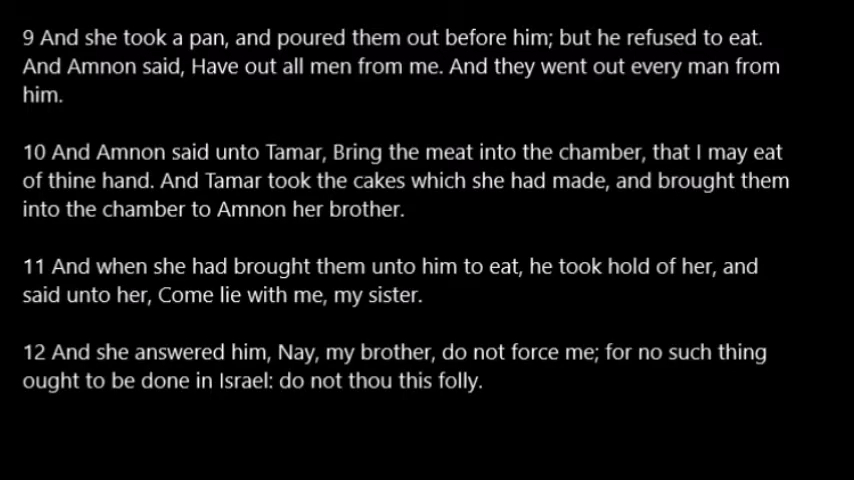 9 And she took a pan, and poured them out before him; but he refused to eat.
And Amnon said, Have out all men from me. And they went out every man from
him.
10 And Amnon said unto Tamar, Bring the meat into the chamber, that I may eat
of thine hand. And Tamar took the cakes which she had made, and brought them
into the chamber to Amnon her brother.
11 And when she had brought them unto him to eat, he took hold of her, and
said unto her, Come lie with me, my sister.
12 And she answered him, Nay, my brother, do not force me; for no such thing
ought to be done in Israel: do not thou this folly.